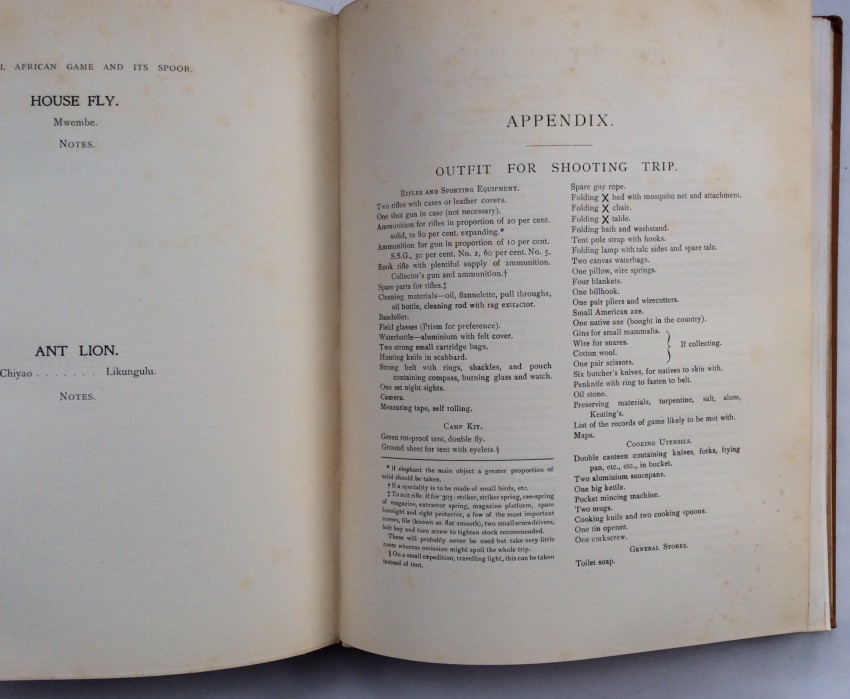 L AFRICAN GAME AND ITS SPOOR.
HOUSE FLY.
Mwembe.
NOTES.
ANT LION.
Chiyao . . . . . . . Likungulu.
NOTES.
APPENDIX.
OUTFIT FOR SHOOTING TRIP.
RIFLES AND SPORTING EQUIPMENT.
Two rifles with cases or leather covers.
One shot gun in case (not necessary).
Ammunition for rifles in proportion of 20 per cent.
solid, to 80 per cent. expanding.*
Ammunition for gun in proportion of 10 per cent.
S.S.G., 30 per cent. No. 2, 60 per cent. No. 5.
Rook rifle with plentiful supply of ammunition.
Collector's gun and ammunition.†
Spare parts for rifles.‡
Cleaning materials—oil, flannelette, pull throughs,
oil bottle, cleaning rod with rag extractor.
Bandolier.
Field glasses (Prism for preference).
Waterbottle—aluminium with felt cover.
Two strong small cartridge bags.
Hunting knife in scabbard.
Strong belt with rings, shackles, and pouch
containing compass, burning glass and watch.
One set night sights.
Camera.
Measuring tape, self rolling.
CAMP KIT.
Green rot-proof tent, double fly.
Ground sheet for tent with eyelets.§
* If elephant the main object a greater proportion of
solid should be taken.
† If a speciality is to be made of small birds, etc.
‡ To suit rifle. If for ·303: striker, striker spring, cee-spring
of magazine, extractor spring, magazine platform, spare
foresight and sight protector, a few of the most important
screws, file (known as flat smooth), two small screwdrivers,
bolt key and turn screw to tighten stock recommended.
These will probably never be used but take very little
room whereas omission might spoil the whole trip.
§ On a small expedition, travelling light, this can be taken
instead of tent.
Spare guy rope.
Folding X bed with mosquito net and attachment.
Folding X chair.
Folding X table.
Folding bath and washstand.
Tent pole strap with hooks.
Folding lamp with talc sides and spare talc.
Two canvas waterbags.
One pillow, wire springs.
Four blankets.
One billhook.
One pair pliers and wirecutters.
Small American axe.
One native axe (bought in the country).
Gins for small mammalia.
Wire for snares.
Cotton wool.
One pair scissors.
If collecting.
Six butcher's knives, for natives to skin with.
Penknife with ring to fasten to belt.
Oil stone.
Preserving materials, turpentine, salt, alum,
Keating's.
List of the records of game likely to be met with.
Maps.
COOKING UTENSILS.
Double canteen containing knives, forks, frying
pan, etc., etc., in bucket.
Two aluminium saucepans.
One big kettle.
Pocket mincing machine.
Two mugs.
Cooking knife and two cooking spoons.
One tin opener.
One corkscrew.
GENERAL STORES.
Toilet soap.